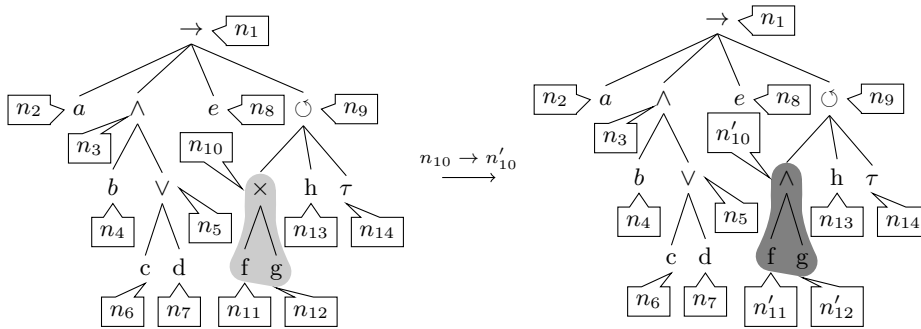 → n₁ → n₁
n₂ a ∧ e n₈ ↺ n₉ n₂ a ∧ e n₈ ↺ n₉
n₃ n₁₀ n₁₀ → n′₁₀ n₃ n′₁₀
b ∨ × h τ b ∨ ∧ h τ
n₄ n₅ n₁₃ n₁₄ n₄ n₅ n₁₃ n₁₄
c d f g c d f g
n₆ n₇ n₁₁ n₁₂ n₆ n₇ n′₁₁ n′₁₂